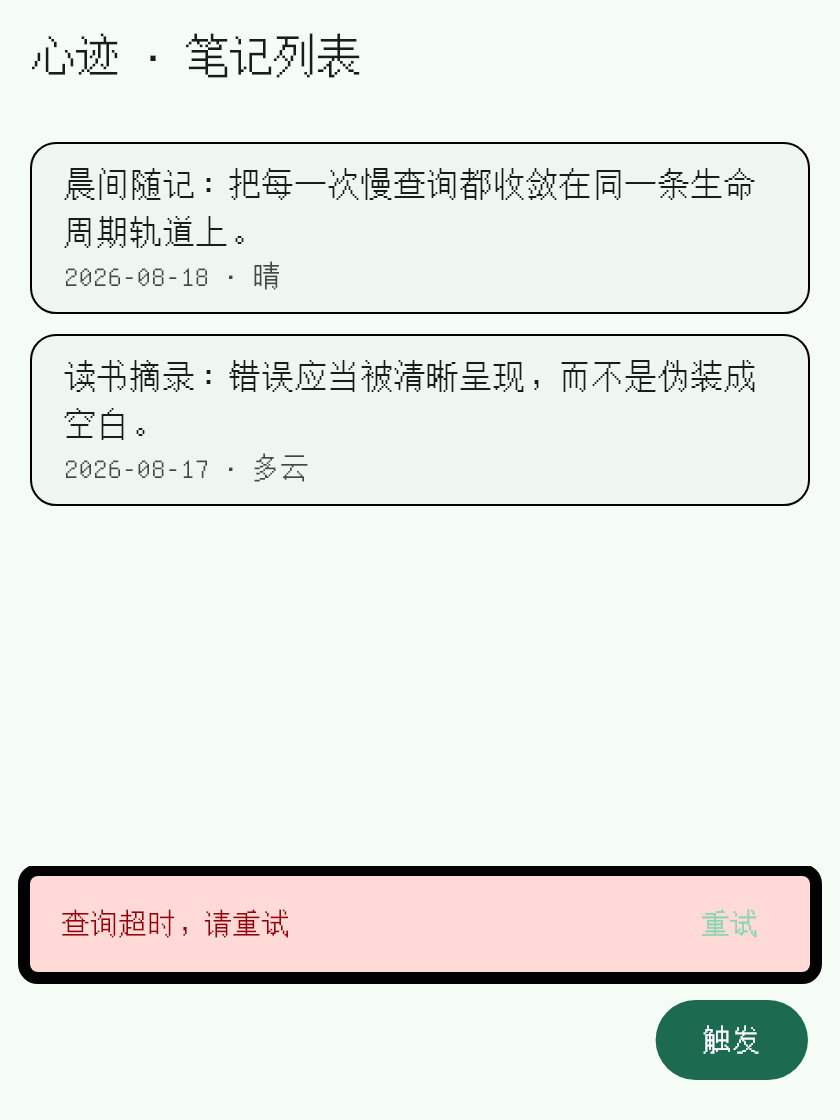 心迹 · 笔记列表
晨间随记：把每一次慢查询都收敛在同一条生命
周期轨道上。
2026-08-18 · 晴
读书摘录：错误应当被清晰呈现，而不是伪装成
空白。
2026-08-17 · 多云
查询超时，请重试 重试
触发